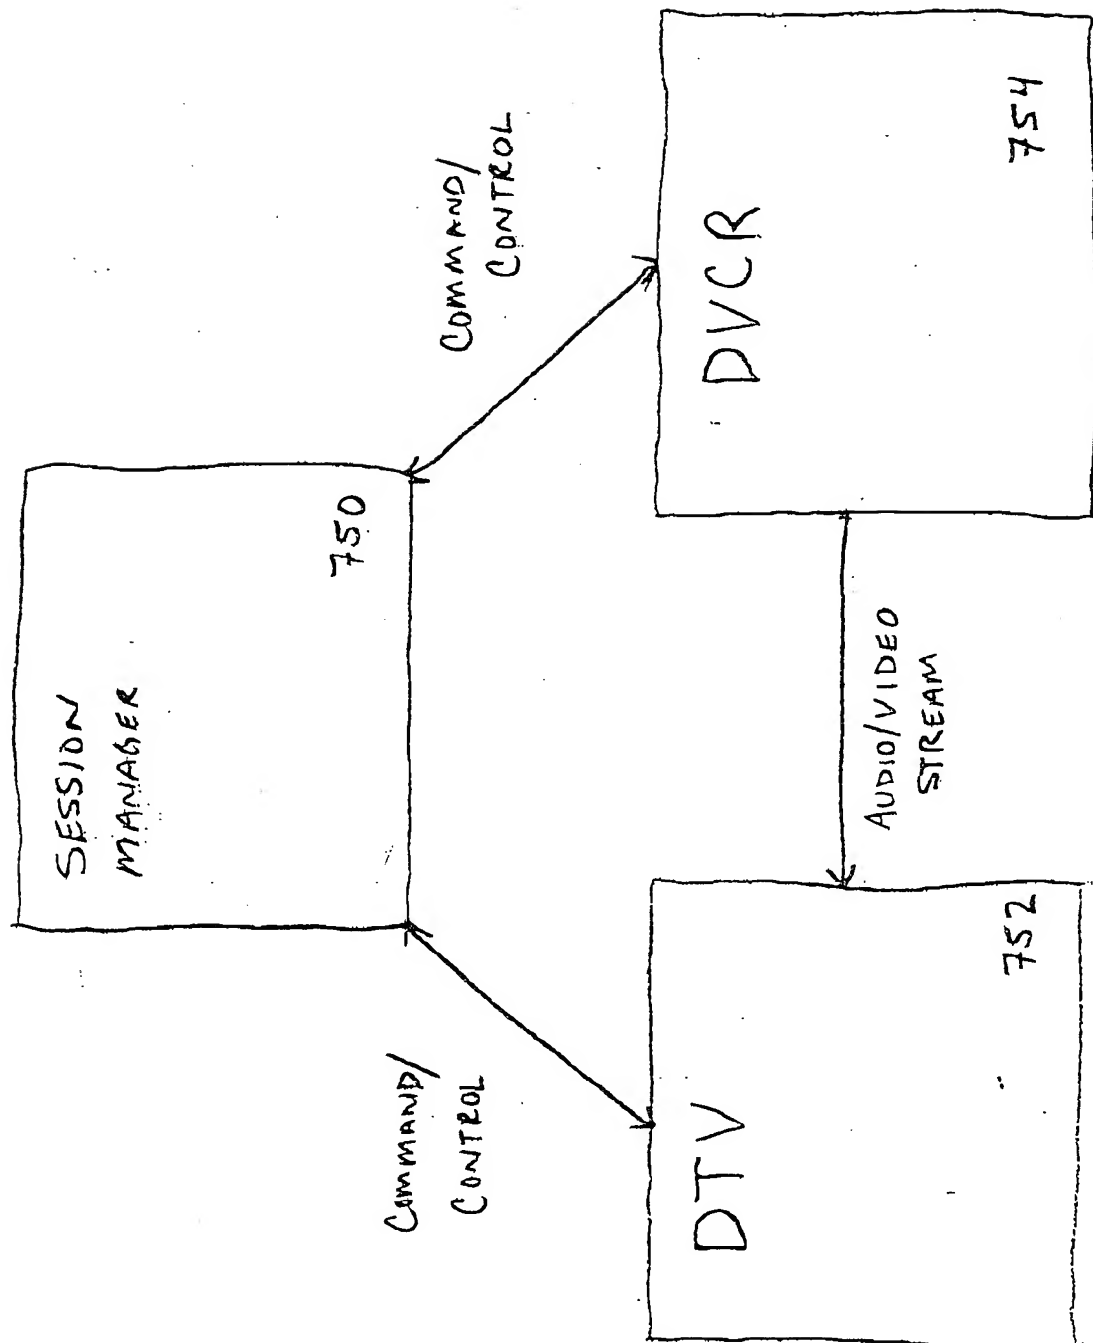 SESSION
MANAGER
750
COMMAND/
CONTROL
COMMAND/
CONTROL
DTV
752
AUDIO/VIDEO
STREAM
DVCR
754